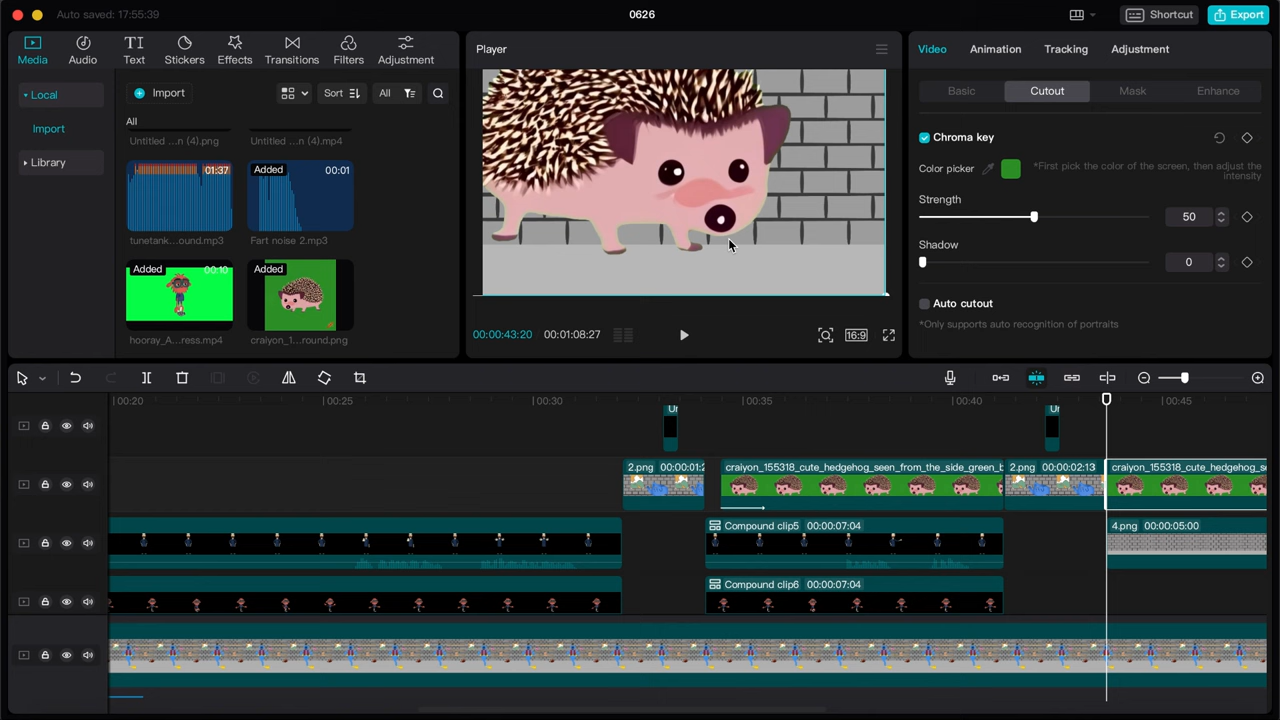 Auto saved: 17:55:39
0626
Shortcut
Export
Media
Audio
Text
Stickers
Effects
Transitions
Filters
Adjustment
Local
Import
Library
Import
Sort
All
All
Untitled ...n (4).png
Untitled ...n (4).mp4
01:37
Added
00:01
tunetank....ound.mp3
Fart noise 2.mp3
Added
00:10
Added
hooray_A...ress.mp4
craiyon_1...round.png
Player
00:00:43:20
00:01:08:27
16:9
Video
Animation
Tracking
Adjustment
Basic
Cutout
Mask
Enhance
Chroma key
Color picker
*First pick the color of the screen, then adjust the intensity
Strength
50
Shadow
0
Auto cutout
*Only supports auto recognition of portraits
00:20
00:25
00:30
00:35
00:40
00:45
Ur
Ur
2.png 00:00:01:2
craiyon_155318_cute_hedgehog_seen_from_the_side_green_b
2.png 00:00:02:13
craiyon_155318_cute_hedgehog_se
Compound clip5 00:00:07:04
4.png 00:00:05:00
Compound clip6 00:00:07:04